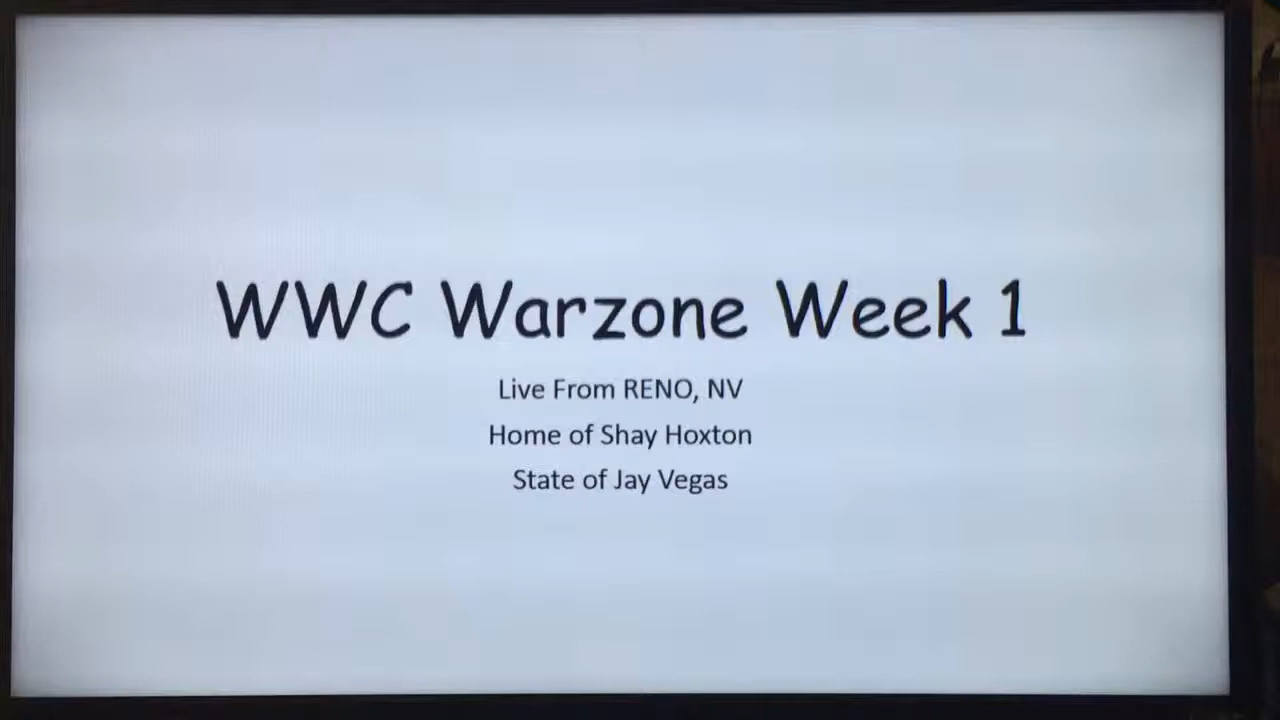 WWC Warzone Week 1
Live From RENO, NV
Home of Shay Hoxton
State of Jay Vegas